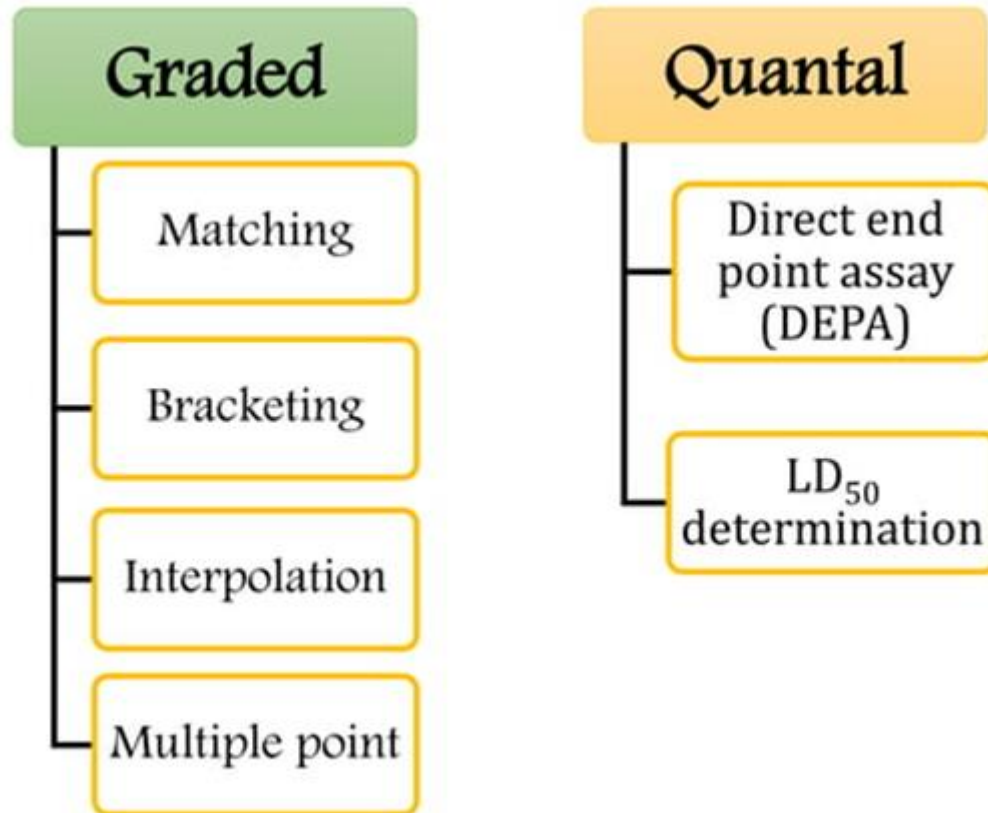 Graded
Matching
Bracketing
Interpolation
Multiple point
Quantal
Direct end
point assay
(DEPA)
LD₅₀
determination